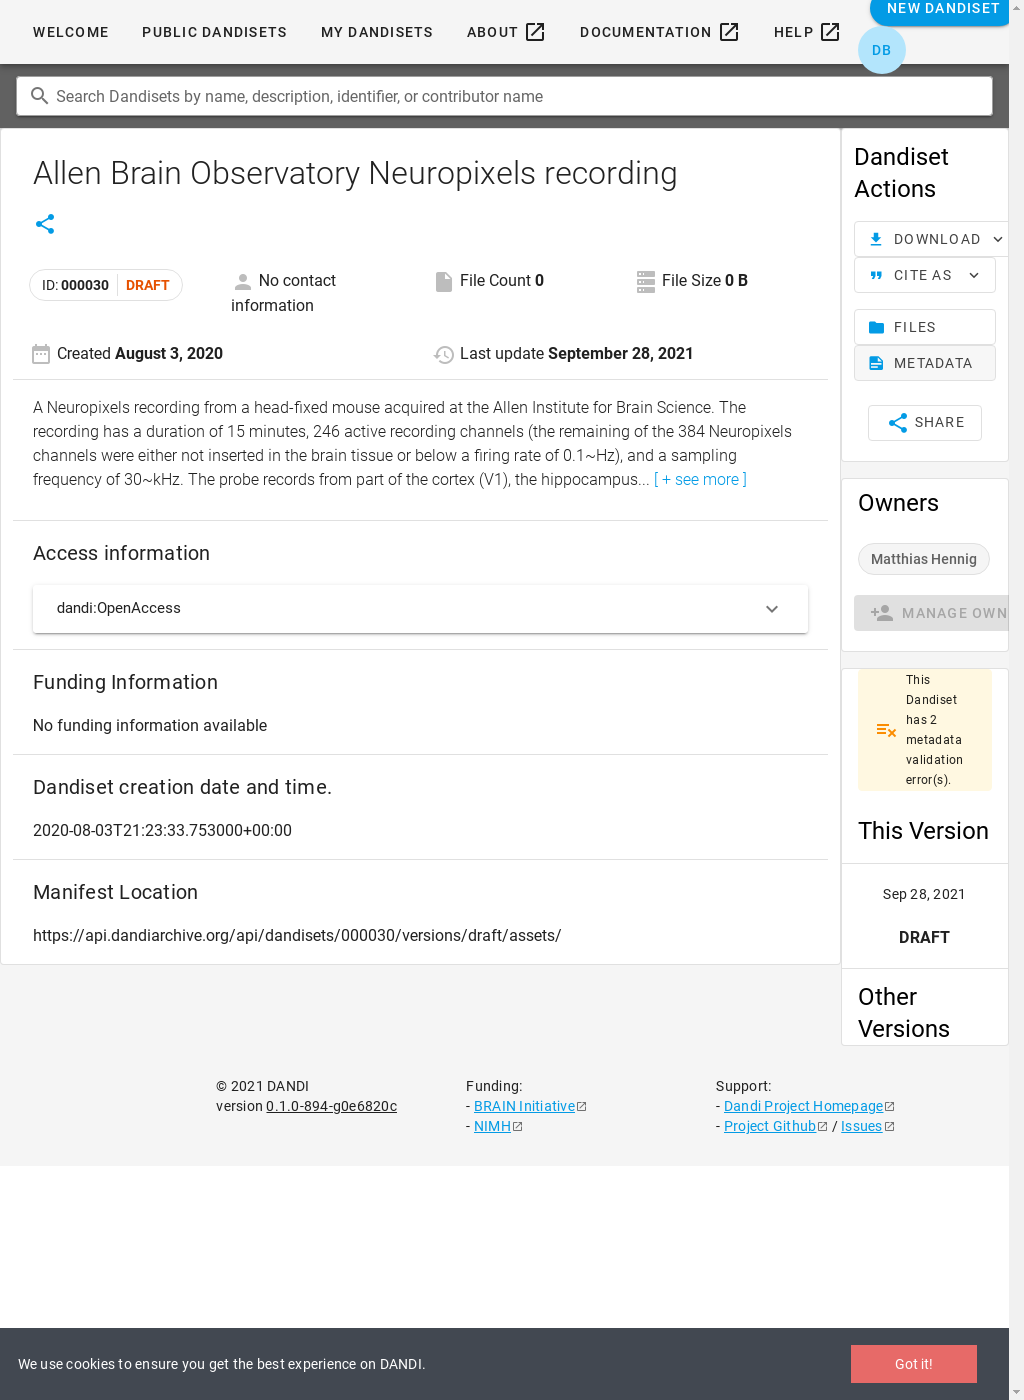 NEW DANDISET
WELCOME PUBLIC DANDISETS MY DANDISETS ABOUT DOCUMENTATION HELP
DB
Search Dandisets by name, description, identifier, or contributor name
Allen Brain Observatory Neuropixels recording
ID: 000030 DRAFT
No contact information
File Count 0
File Size 0 B
Created August 3, 2020
Last update September 28, 2021
A Neuropixels recording from a head-fixed mouse acquired at the Allen Institute for Brain Science. The
recording has a duration of 15 minutes, 246 active recording channels (the remaining of the 384 Neuropixels
channels were either not inserted in the brain tissue or below a firing rate of 0.1~Hz), and a sampling
frequency of 30~kHz. The probe records from part of the cortex (V1), the hippocampus... [ + see more ]
Access information
dandi:OpenAccess
Funding Information
No funding information available
Dandiset creation date and time.
2020-08-03T21:23:33.753000+00:00
Manifest Location
https://api.dandiarchive.org/api/dandisets/000030/versions/draft/assets/
Dandiset
Actions
DOWNLOAD
CITE AS
FILES
METADATA
SHARE
Owners
Matthias Hennig
MANAGE OWN
This
Dandiset
has 2
metadata
validation
error(s).
This Version
Sep 28, 2021
DRAFT
Other
Versions
© 2021 DANDI
version 0.1.0-894-g0e6820c
Funding:
- BRAIN Initiative
- NIMH
Support:
- Dandi Project Homepage
- Project Github / Issues
We use cookies to ensure you get the best experience on DANDI.
Got it!